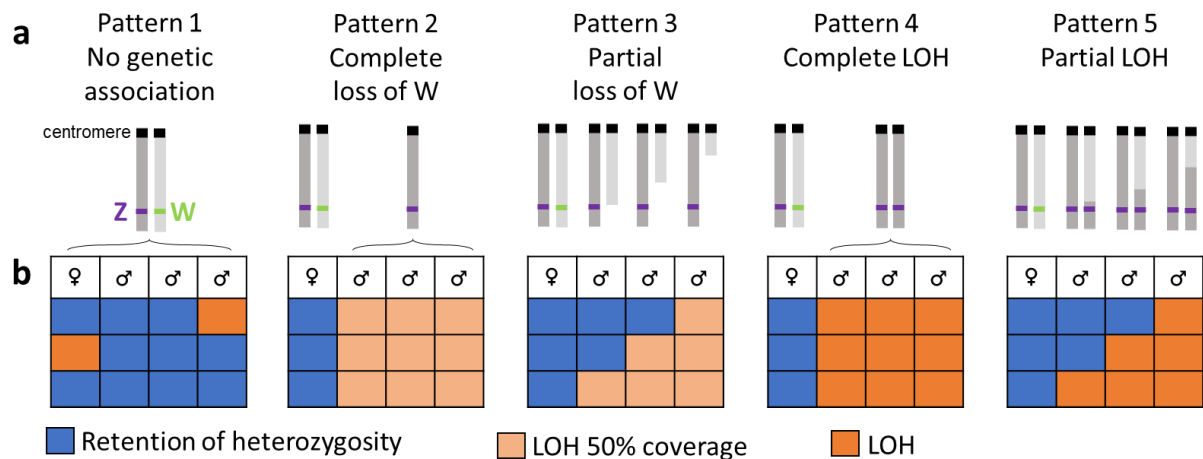 a
Pattern 1
No genetic
association
Pattern 2
Complete
loss of W
Pattern 3
Partial
loss of W
Pattern 4
Complete LOH
Pattern 5
Partial LOH
centromere
Z W
b
♀ ♂ ♂ ♂
♀ ♂ ♂ ♂
♀ ♂ ♂ ♂
♀ ♂ ♂ ♂
♀ ♂ ♂ ♂
Retention of heterozygosity
LOH 50% coverage
LOH